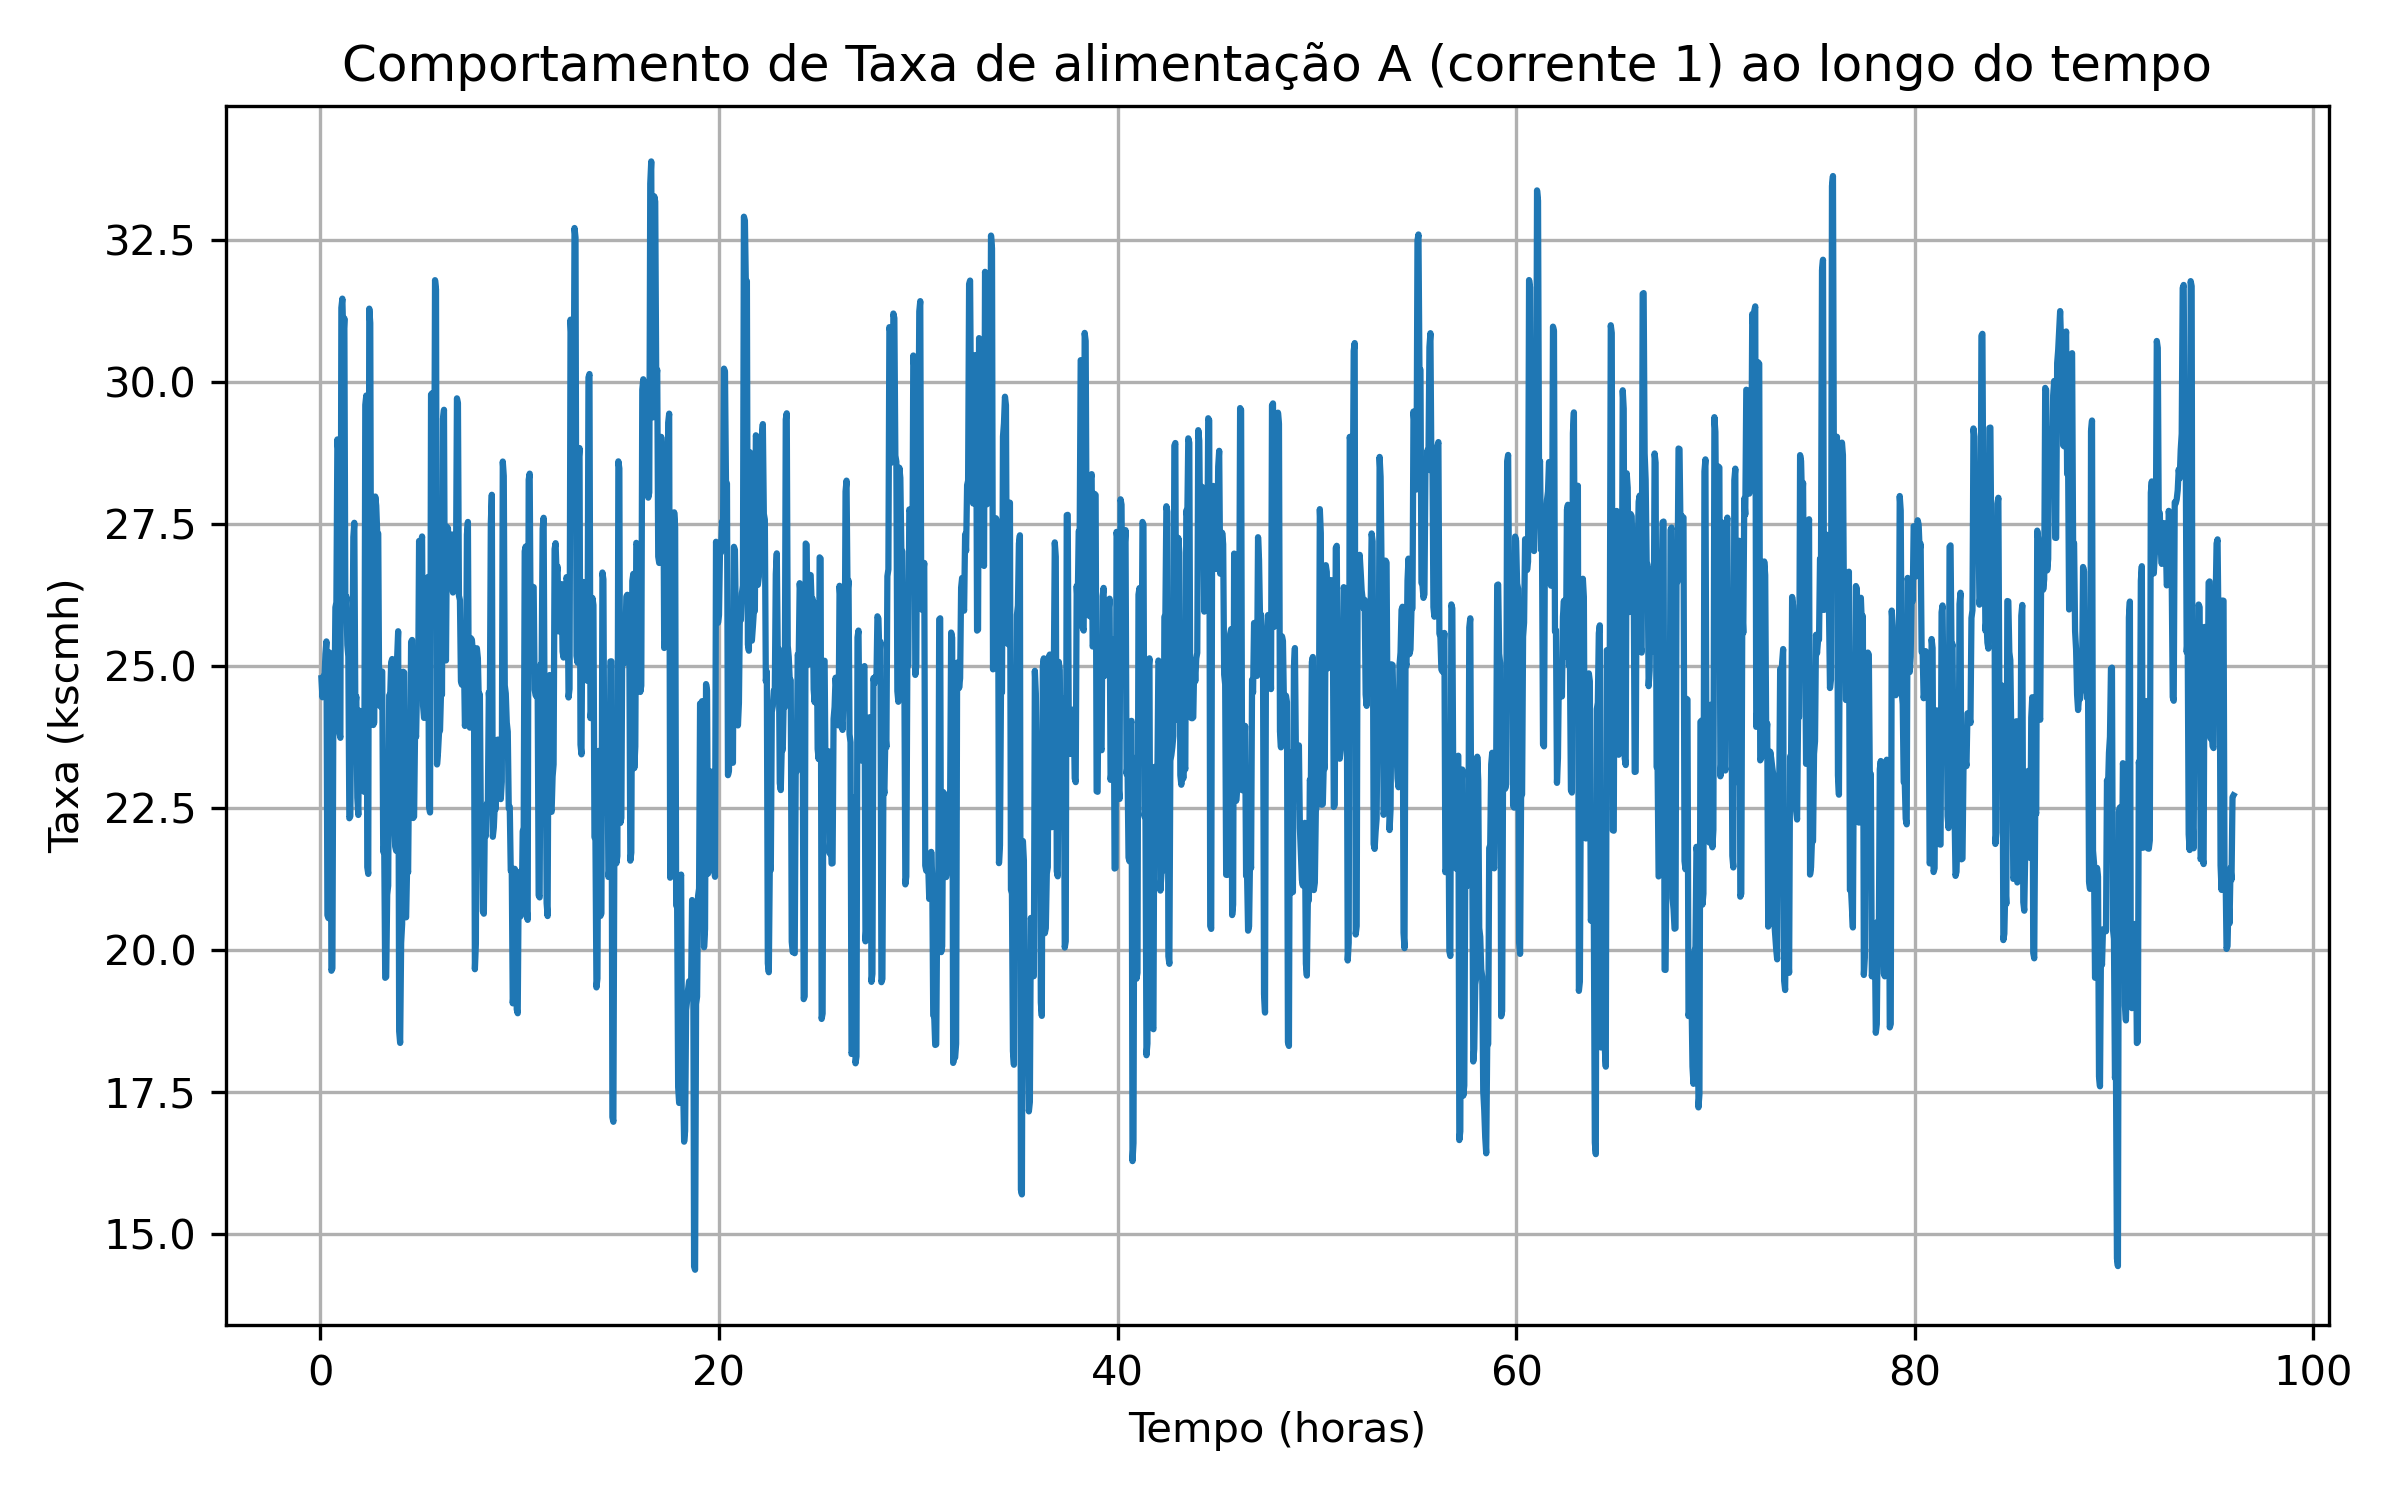 Comportamento de Taxa de alimentação A (corrente 1) ao longo do tempo
Taxa (kscmh)
32.5
30.0
27.5
25.0
22.5
20.0
17.5
15.0
0 20 40 60 80 100
Tempo (horas)